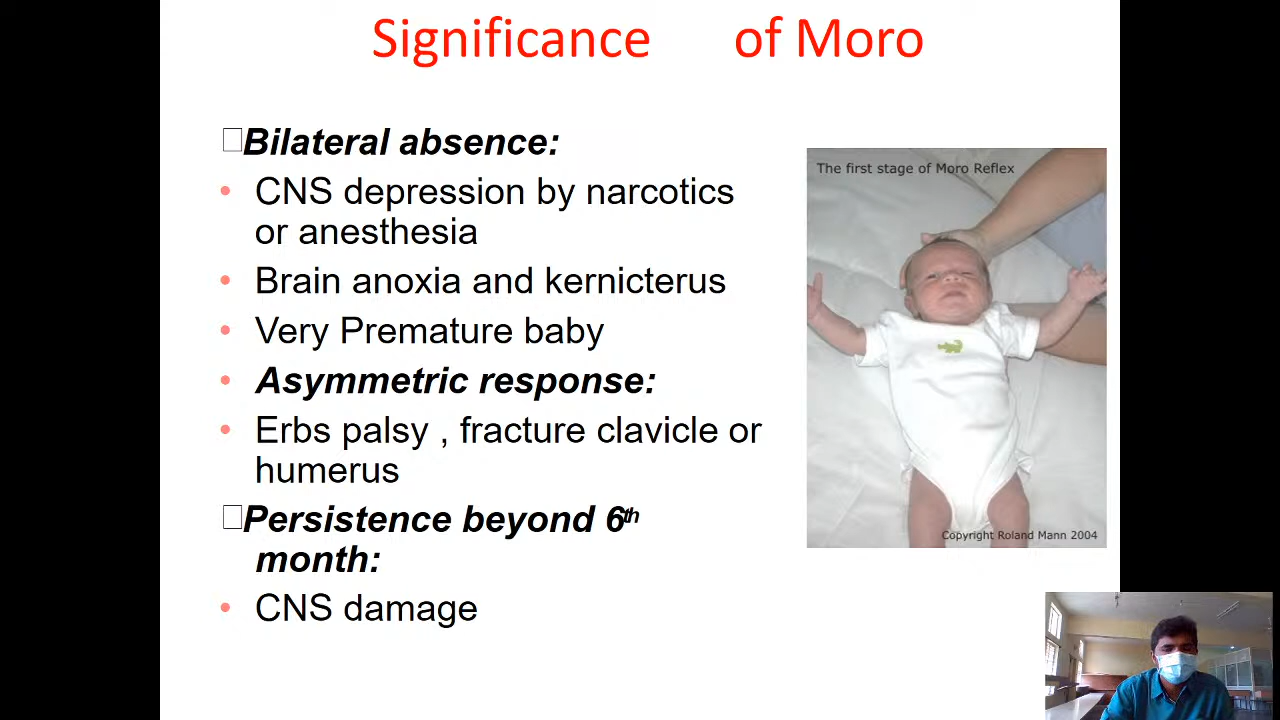 Significance of Moro
Bilateral absence:
• CNS depression by narcotics
or anesthesia
• Brain anoxia and kernicterus
• Very Premature baby
• Asymmetric response:
• Erbs palsy , fracture clavicle or
humerus
Persistence beyond 6th
month:
• CNS damage
The first stage of Moro Reflex
Copyright Roland Mann 2004